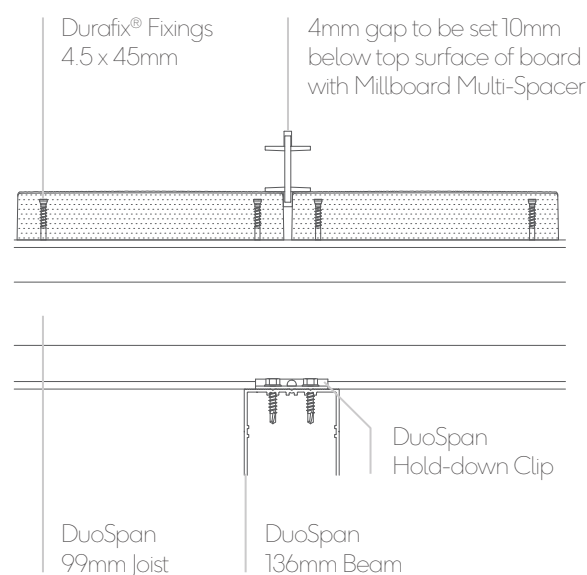 Durafix® Fixings
4.5 x 45mm
4mm gap to be set 10mm
below top surface of board
with Millboard Multi-Spacer
DuoSpan
Hold-down Clip
DuoSpan
99mm Joist
DuoSpan
136mm Beam